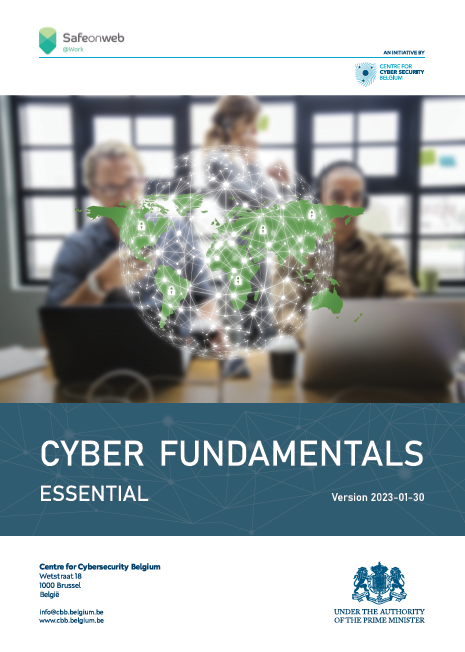 Safeonweb
@Work
AN INITIATIVE BY
CENTRE FOR
CYBER SECURITY
BELGIUM
CYBER FUNDAMENTALS
ESSENTIAL
Version 2023-01-30
Centre for Cybersecurity Belgium
Wetstraat 18
1000 Brussel
België
info@cbb.belgium.be
www.cbb.belgium.be
UNDER THE AUTHORITY
OF THE PRIME MINISTER